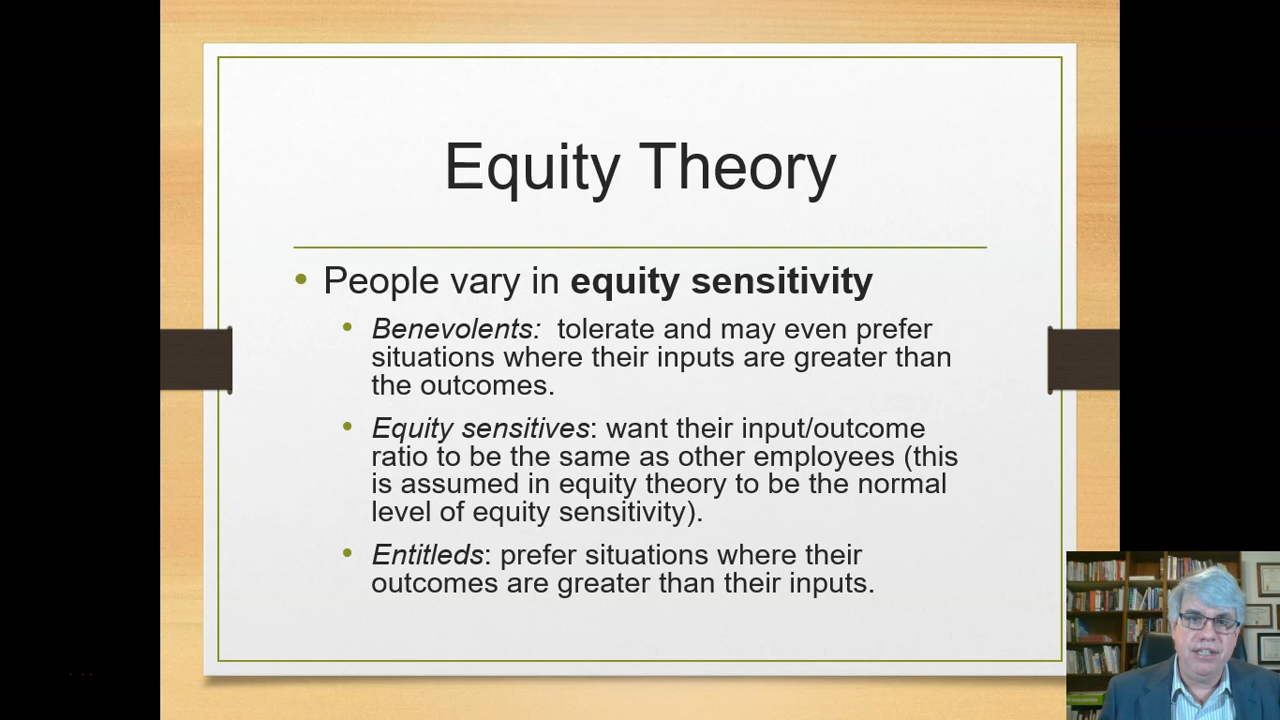 Equity Theory
• People vary in equity sensitivity
• Benevolents: tolerate and may even prefer
situations where their inputs are greater than
the outcomes.
• Equity sensitives: want their input/outcome
ratio to be the same as other employees (this
is assumed in equity theory to be the normal
level of equity sensitivity).
• Entitleds: prefer situations where their
outcomes are greater than their inputs.